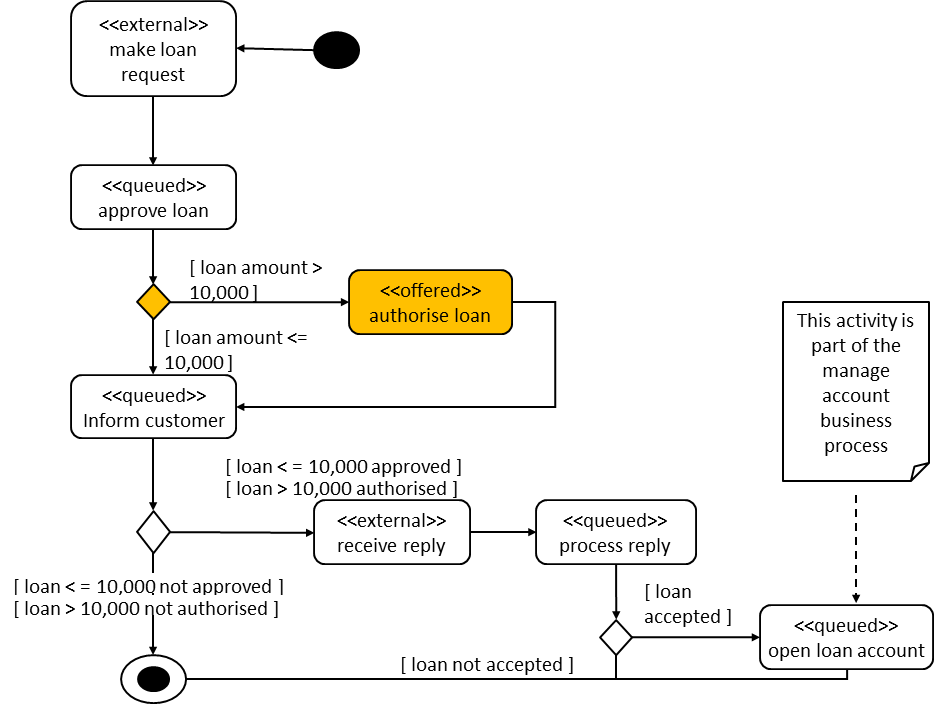 <<external>>
make loan
request
<<queued>>
approve loan
[ loan amount >
10,000 ]
<<offered>>
authorise loan
[ loan amount <=
10,000 ]
<<queued>>
Inform customer
This activity is
part of the
manage
account
business
process
[ loan < = 10,000 approved ]
[ loan > 10,000 authorised ]
<<external>>
receive reply
<<queued>>
process reply
[ loan < = 10,000 not approved ]
[ loan > 10,000 not authorised ]
[ loan
accepted ]
<<queued>>
open loan account
[ loan not accepted ]